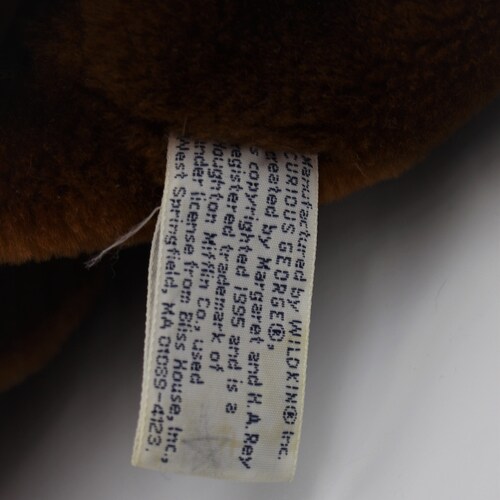 Manufactured by WILDKIN® Inc.
CURIOUS GEORGE®,
created by Margaret and H.A. Rey
is copyrighted 1995 and is a
registered trademark of
Houghton Mifflin Co., used
under license from Bliss House, Inc.,
West Springfield, MA 01089-4123.